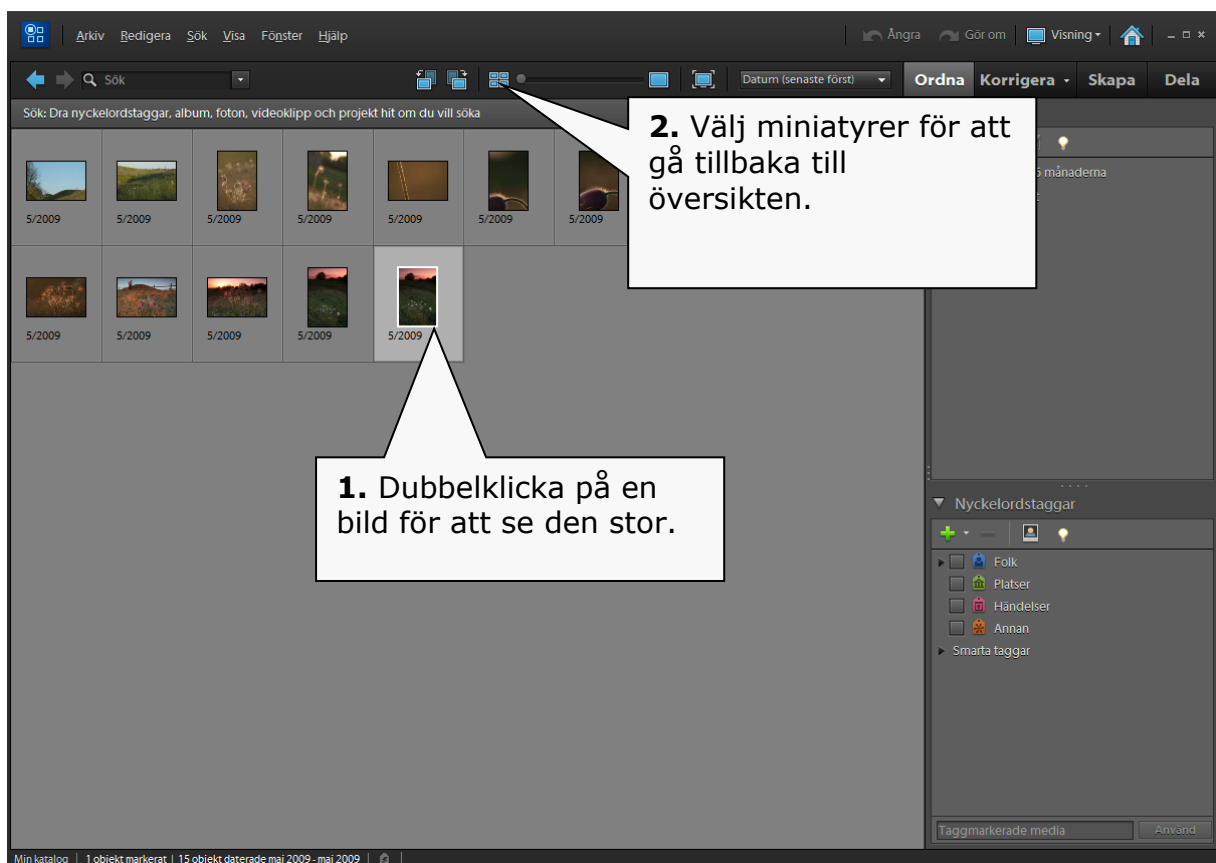 Arkiv Redigera Sök Visa Fönster Hjälp Ångra Gör om Visning
Sök Datum (senaste först) Ordna Korrigera Skapa Dela
Sök: Dra nyckelordstaggar, album, foton, videoklipp och projekt hit om du vill söka
2. Välj miniatyrer för att
gå tillbaka till
översikten.
månaderna
5/2009 5/2009 5/2009 5/2009 5/2009 5/2009 5/2009
5/2009 5/2009 5/2009 5/2009 5/2009
1. Dubbelklicka på en
bild för att se den stor.
Nyckelordstaggar
Folk
Platser
Händelser
Annan
Smarta taggar
Taggmarkerade media Använd
Min katalog | 1 objekt markerat | 15 objekt daterade maj 2009 - maj 2009